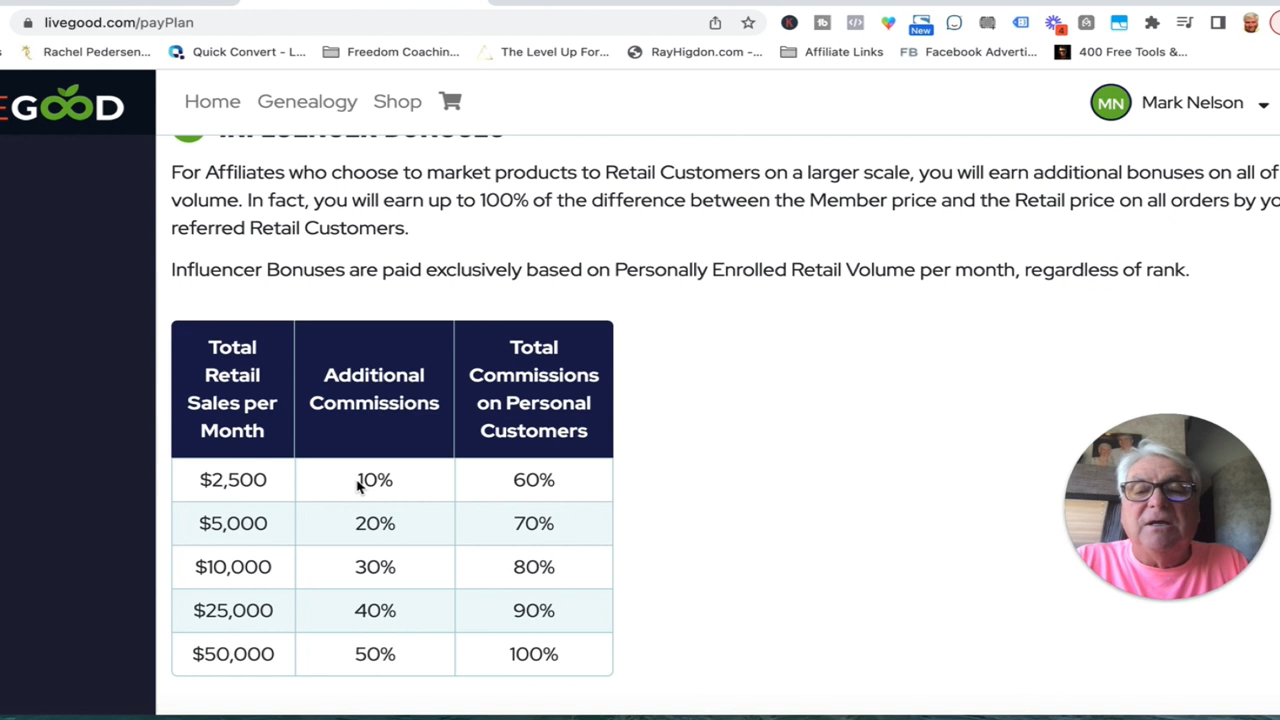 livegood.com/payPlan
New
4
Rachel Pedersen...
Quick Convert - L...
Freedom Coachin...
The Level Up For...
RayHigdon.com -...
Affiliate Links
FB Facebook Adverti...
400 Free Tools &...
EGOOD
Home
Genealogy
Shop
MN
Mark Nelson
INFLUENCER BONUSES
For Affiliates who choose to market products to Retail Customers on a larger scale, you will earn additional bonuses on all of
volume. In fact, you will earn up to 100% of the difference between the Member price and the Retail price on all orders by yo
referred Retail Customers.
Influencer Bonuses are paid exclusively based on Personally Enrolled Retail Volume per month, regardless of rank.
Total
Retail
Sales per
Month
Additional
Commissions
Total
Commissions
on Personal
Customers
$2,500 10% 60%
$5,000 20% 70%
$10,000 30% 80%
$25,000 40% 90%
$50,000 50% 100%